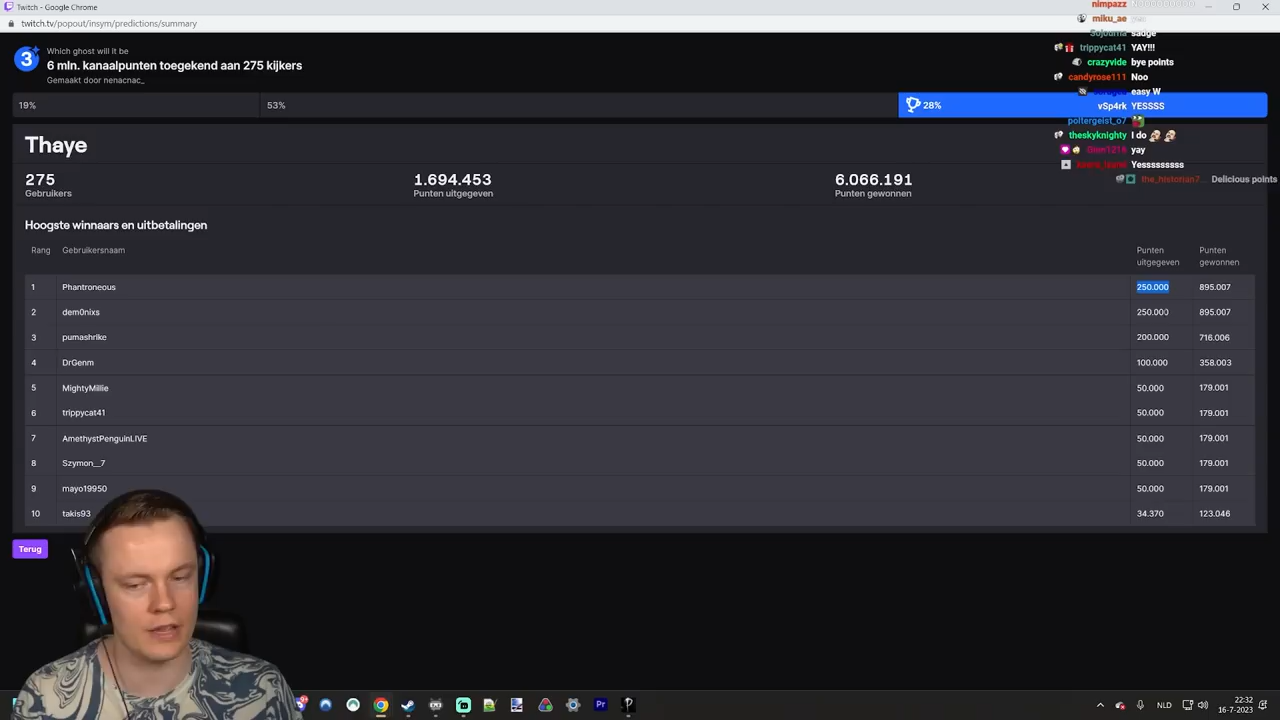 Twitch - Google Chrome
twitch.tv/popout/insym/predictions/summary
3
Which ghost will it be
6 mln. kanaalpunten toegekend aan 275 kijkers
Gemaakt door nenacnac_
19%
53%
28%
Thaye
275
Gebruikers
1.694.453
Punten uitgegeven
6.066.191
Punten gewonnen
Hoogste winnaars en uitbetalingen
Rang Gebruikersnaam Punten uitgegeven Punten gewonnen
1 Phantroneous 250.000 895.007
2 dem0nixs 250.000 895.007
3 pumashrike 200.000 716.006
4 DrGenm 100.000 358.003
5 MightyMillie 50.000 179.001
6 trippycat41 50.000 179.001
7 AmethystPenguinLIVE 50.000 179.001
8 Szymon__7 50.000 179.001
9 mayo19950 50.000 179.001
10 takis93 34.370 123.046
Terug
nimpazz
miku_ae
sadge
trippycat41 YAY!!!
crazyvide bye points
candyrose111 Noo
easy W
vSp4rk YESSSS
poltergeist_o7
theskyknighty I do
yay
Yesssssssss
the_historian7... Delicious points
NLD
22:32
16-7-2023